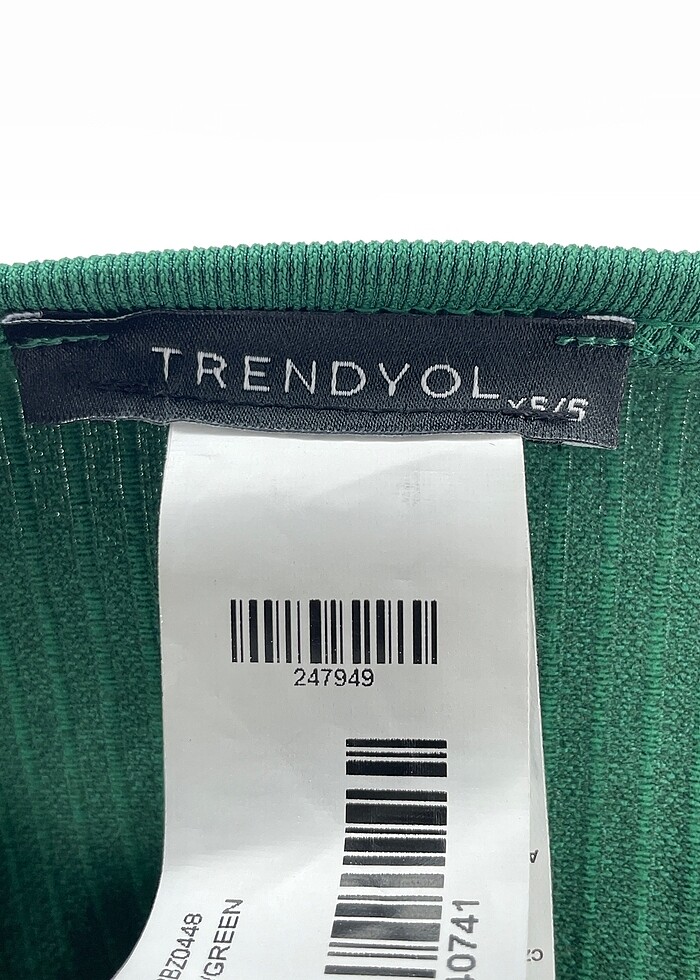 TRENDYOL XS/S
247949
BZ0448
/GREEN
0741